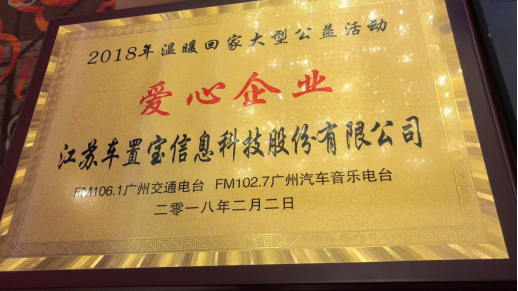 2018年温暖回家大型公益活动
爱心企业
江苏车置宝信息科技股份有限公司
FM106.1广州交通电台 FM102.7广州汽车音乐电台
二零一八年二月二日